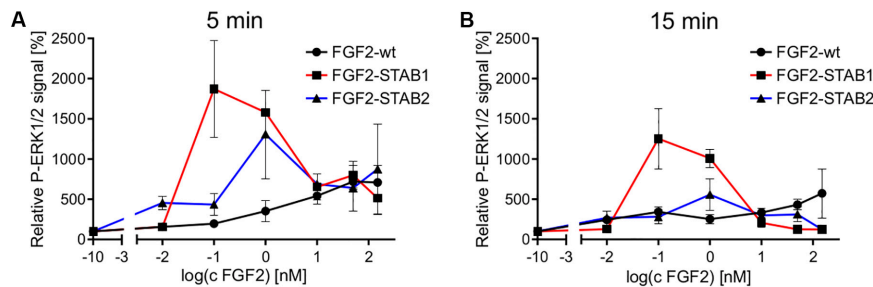 A
5 min
Relative P-ERK1/2 signal [%]
2500
2000
1500
1000
500
0
FGF2-wt
FGF2-STAB1
FGF2-STAB2
-10 -3 -2 -1 0 1 2
log(c FGF2) [nM]
B
15 min
Relative P-ERK1/2 signal [%]
2500
2000
1500
1000
500
0
FGF2-wt
FGF2-STAB1
FGF2-STAB2
-10 -3 -2 -1 0 1 2
log(c FGF2) [nM]